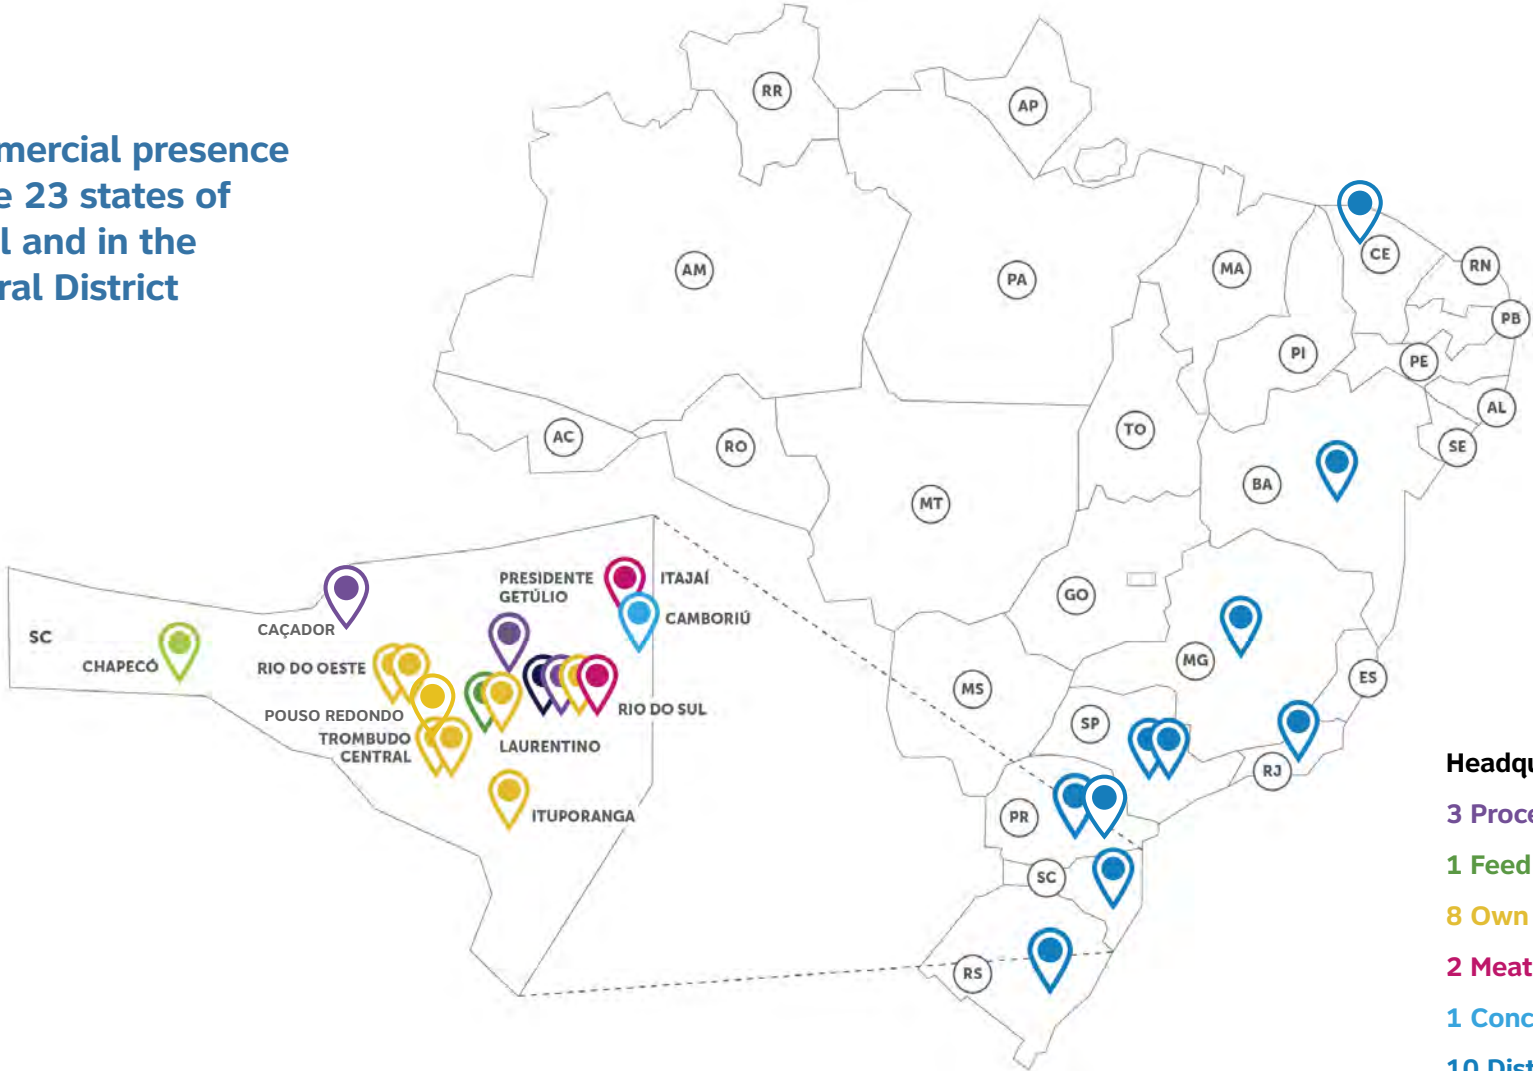 mercial presence
e 23 states of
l and in the
ral District
RR
AP
AM
PA
MA
CE
RN
PB
PI
PE
AL
AC
RO
TO
SE
MT
BA
GO
MG
ES
MS
SP
RJ
PR
SC
RS
SC
CHAPECÓ
CAÇADOR
RIO DO OESTE
POUSO REDONDO
TROMBUDO
CENTRAL
PRESIDENTE
GETÚLIO
ITAJAÍ
CAMBORIÚ
RIO DO SUL
LAURENTINO
ITUPORANGA
Headqu
3 Proce
1 Feed
8 Own
2 Meat
1 Conc
10 Dist